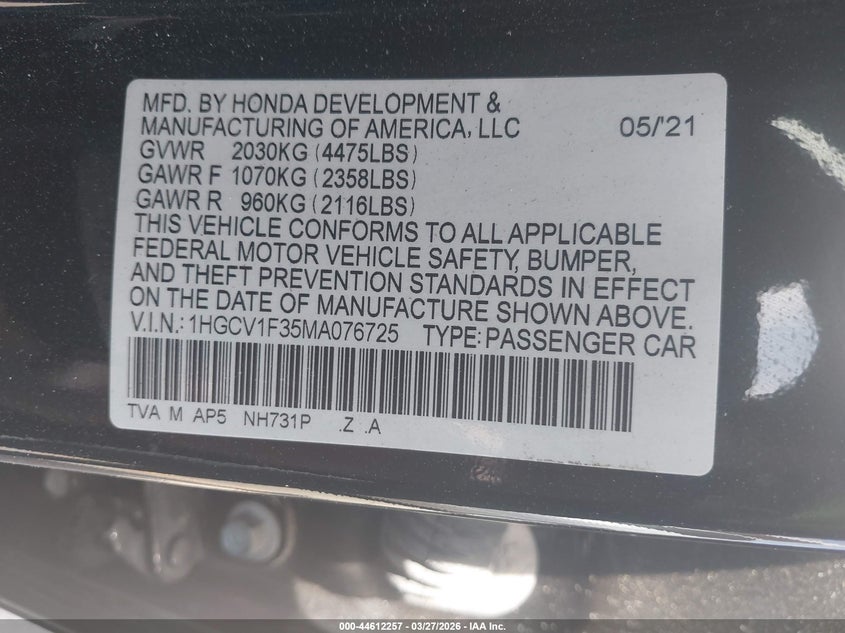 MFD. BY HONDA DEVELOPMENT &
MANUFACTURING OF AMERICA, LLC 05/'21
GVWR 2030KG (4475LBS)
GAWR F 1070KG (2358LBS)
GAWR R 960KG (2116LBS)
THIS VEHICLE CONFORMS TO ALL APPLICABLE
FEDERAL MOTOR VEHICLE SAFETY, BUMPER,
AND THEFT PREVENTION STANDARDS IN EFFECT
ON THE DATE OF MANUFACTURE SHOWN ABOVE.
V.I.N.: 1HGCV1F35MA076725 TYPE: PASSENGER CAR
TVA M AP5 NH731P .Z .A
000-44612257 - 03/27/2026 - IAA Inc.